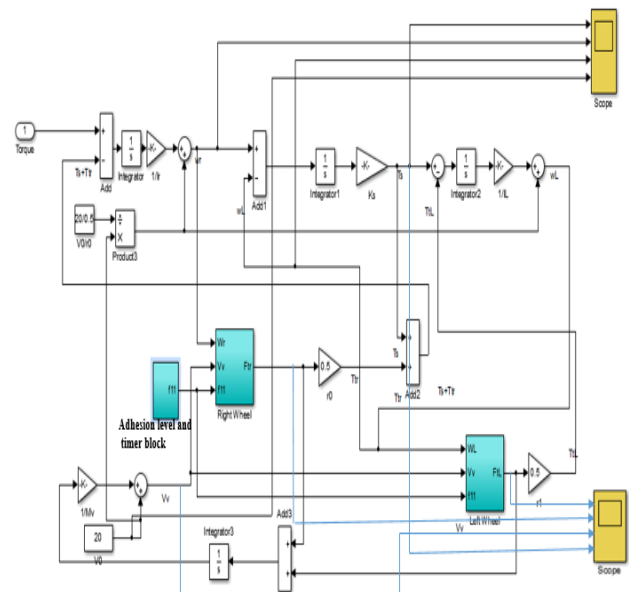 Scope
1
Torque
+
−
Add
Ts+Ttr
1
s
Integrator
-K-
1/Ir
+
+
wr
+
−
Add1
wL
1
s
Integrator1
-K-
Ks
Ts
+
−
TtL
1
s
Integrator2
-K-
1/IL
+
+
wL
20/0.5
V0/r0
÷
×
Product3
Wr
Vv
f11
Ftr
Right Wheel
f11
Adhesion level and
timer block
0.5
r0
Ttr
+
+
Add2
Ts
Ttr
Ts+Ttr
WL
Vv
f11
FtL
Left Wheel
0.5
r1
TtL
-K-
1/Mv
+
+
Vv
20
V0
Integrator3
1
s
Add3
+
+
Vv
Scope